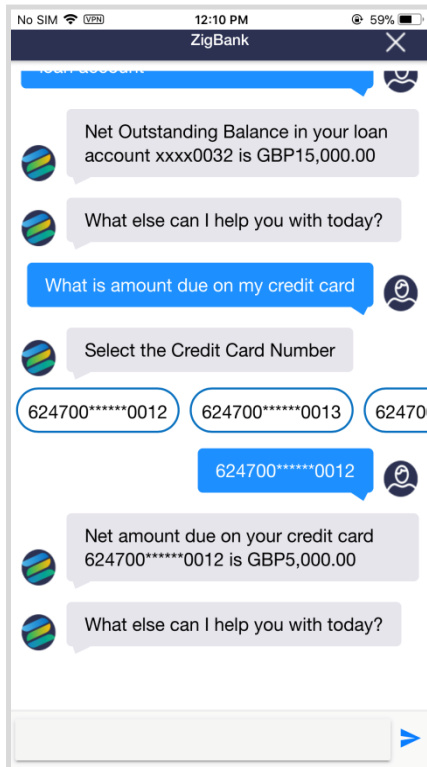 No SIM VPN 12:10 PM 59%
ZigBank
loan account
Net Outstanding Balance in your loan
account xxxx0032 is GBP15,000.00
What else can I help you with today?
What is amount due on my credit card
Select the Credit Card Number
624700******0012 624700******0013 62470
624700******0012
Net amount due on your credit card
624700******0012 is GBP5,000.00
What else can I help you with today?